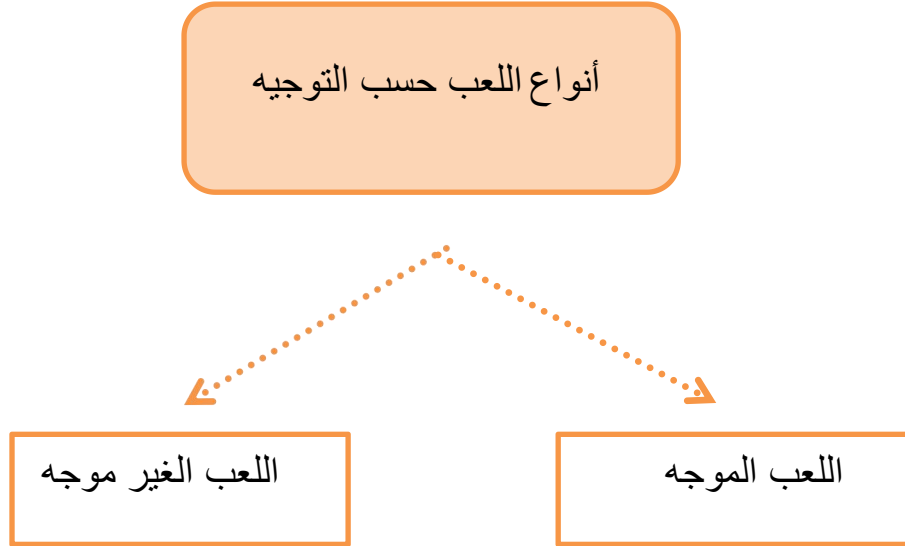 أنواع اللعب حسب التوجيه
اللعب الموجه
اللعب الغير موجه